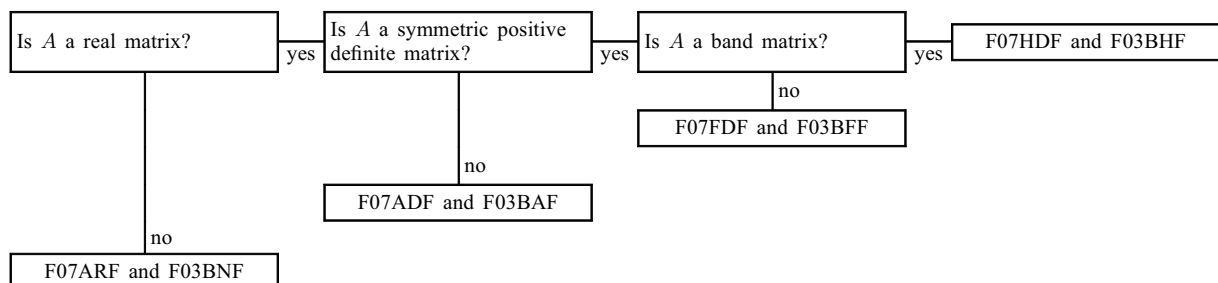 Is A a real matrix?
yes
Is A a symmetric positive
definite matrix?
yes
Is A a band matrix?
yes
F07HDF and F03BHF
no
F07FDF and F03BFF
no
F07ADF and F03BAF
no
F07ARF and F03BNF